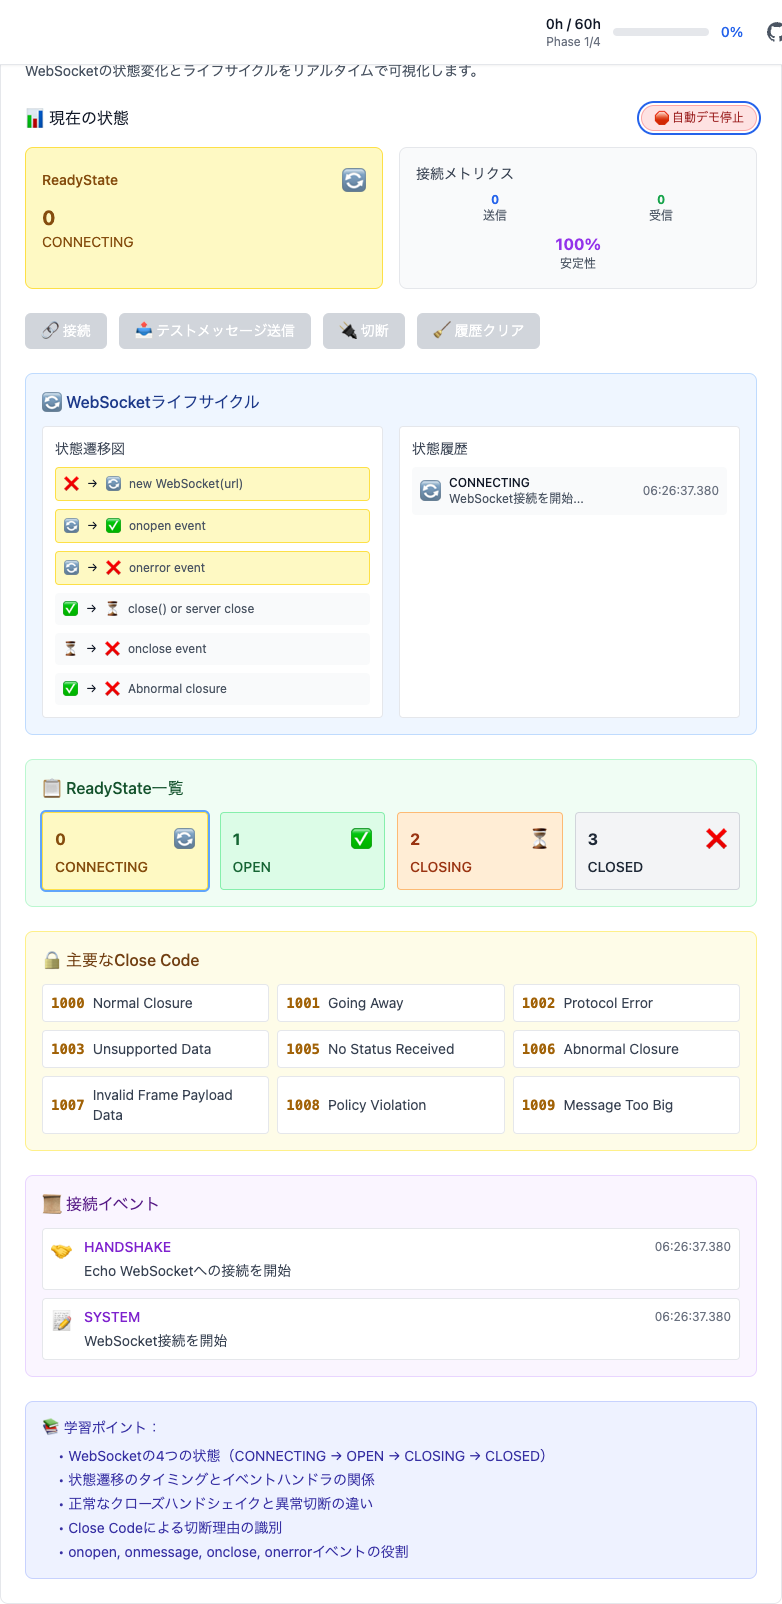 0h / 60h
Phase 1/4
0%
WebSocketの状態変化とライフサイクルをリアルタイムで可視化します。
現在の状態
自動デモ停止
ReadyState
0
CONNECTING
接続メトリクス
0
送信
0
受信
100%
安定性
接続
テストメッセージ送信
切断
履歴クリア
WebSocketライフサイクル
状態遷移図
→ new WebSocket(url)
→ onopen event
→ onerror event
→ close() or server close
→ onclose event
→ Abnormal closure
状態履歴
CONNECTING
WebSocket接続を開始...
06:26:37.380
ReadyState一覧
0
CONNECTING
1
OPEN
2
CLOSING
3
CLOSED
主要なClose Code
1000 Normal Closure
1001 Going Away
1002 Protocol Error
1003 Unsupported Data
1005 No Status Received
1006 Abnormal Closure
1007 Invalid Frame Payload
Data
1008 Policy Violation
1009 Message Too Big
接続イベント
HANDSHAKE
06:26:37.380
Echo WebSocketへの接続を開始
SYSTEM
06:26:37.380
WebSocket接続を開始
学習ポイント：
• WebSocketの4つの状態（CONNECTING → OPEN → CLOSING → CLOSED）
• 状態遷移のタイミングとイベントハンドラの関係
• 正常なクローズハンドシェイクと異常切断の違い
• Close Codeによる切断理由の識別
• onopen, onmessage, onclose, onerrorイベントの役割